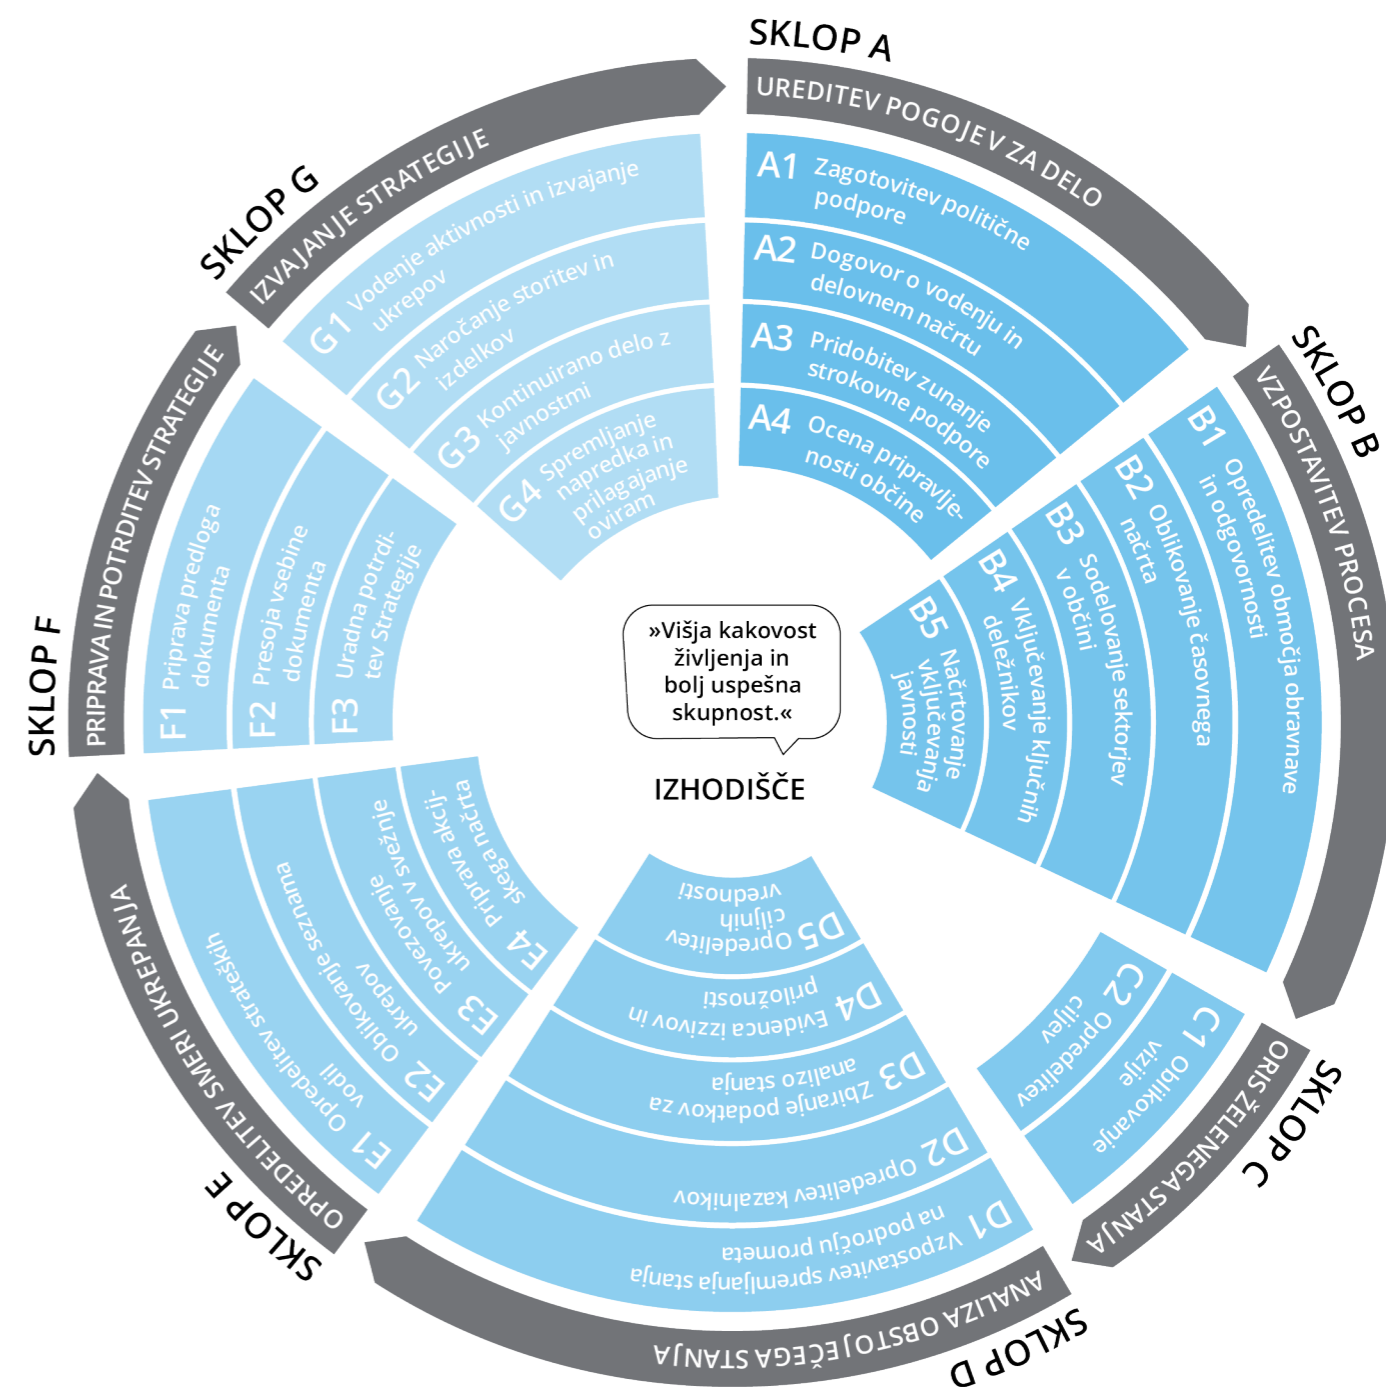 SKLOP A
UREDITEV POGOJEV ZA DELO
A1 Zagotovitev politične
podpore
A2 Dogovor o vodenju in
delovnem načrtu
A3 Pridobitev zunanje
strokovne podpore
A4 Ocena pripravlje-
nosti občine
SKLOP B
VZPOSTAVITEV PROCESA
B1 Opredelitev območja obravnave
in odgovornosti
B2 Oblikovanje časovnega
načrta
B3 Sodelovanje sektorjev
v občini
B4 Vključevanje ključnih
deležnikov
B5 Načrtovanje
vključevanja
javnosti
SKLOP C
ORIS ŽELENEGA STANJA
C1 Oblikovanje
vizije
C2 Opredelitev
ciljev
SKLOP D
ANALIZA OBSTOJEČEGA STANJA
D1 Vzpostavitev spremljanja stanja
na področju prometa
D2 Opredelitev kazalnikov
D3 Zbiranje podatkov za
analizo stanja
D4 Evidenca izzivov in
priložnosti
D5 Opredelitev
ciljnih
vrednosti
SKLOP E
OPREDELITEV SMERI UKREPANJA
E1 Opredelitev strateških
vodil
E2 Oblikovanje seznama
ukrepov
E3 Povezovanje
ukrepov v svežnje
E4 Priprava akcij-
skega načrta
SKLOP F
PRIPRAVA IN POTRDITEV STRATEGIJE
F1 Priprava predloga
dokumenta
F2 Presoja vsebine
dokumenta
F3 Uradna potrdi-
tev Strategije
SKLOP G
IZVAJANJE STRATEGIJE
G1 Vodenje aktivnosti in izvajanje
ukrepov
G2 Naročanje storitev in
izdelkov
G3 Kontinuirano delo z
javnostmi
G4 Spremljanje
napredka in
prilagajanje
oviram
»Višja kakovost
življenja in
bolj uspešna
skupnost.«
IZHODIŠČE